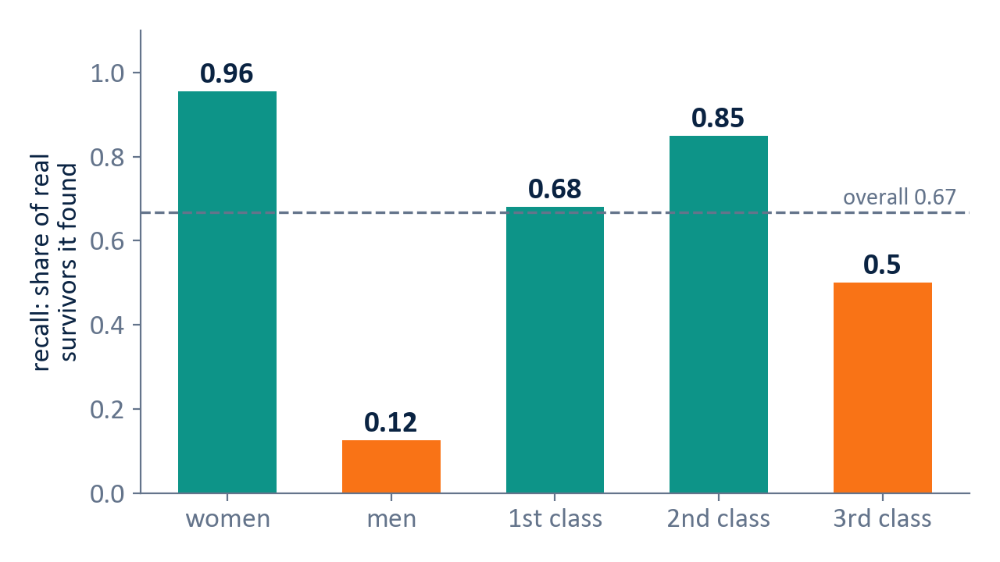 recall: share of real
survivors it found
1.0
0.8
0.6
0.4
0.2
0.0
0.96
0.12
0.68
0.85
0.5
overall 0.67
women
men
1st class
2nd class
3rd class